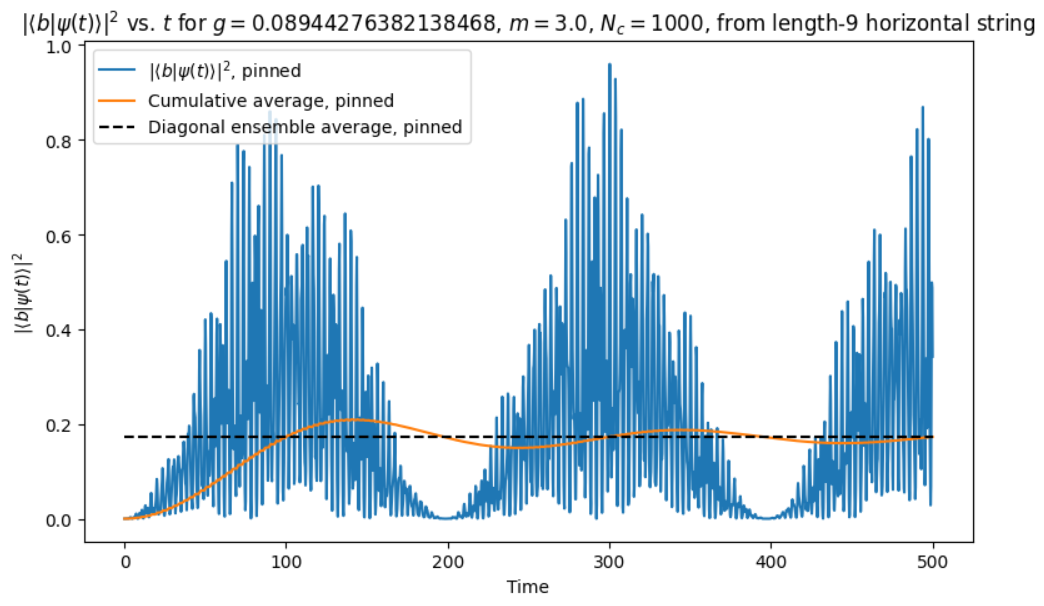 |⟨b|ψ(t)⟩|² vs. t for g = 0.08944276382138468, m = 3.0, N_c = 1000, from length-9 horizontal string
1.0
|⟨b|ψ(t)⟩|², pinned
Cumulative average, pinned
Diagonal ensemble average, pinned
0.8
0.6
|⟨b|ψ(t)⟩|²
0.4
0.2
0.0
0 100 200 300 400 500
Time